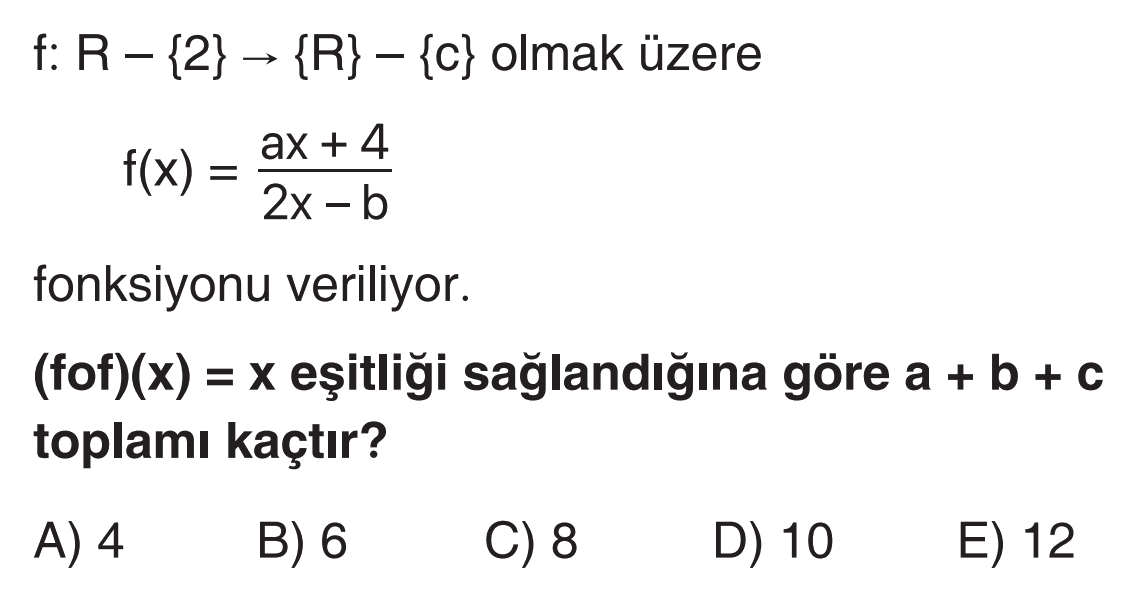 f: R – {2} → {R} – {c} olmak üzere
f(x) = ax + 4 / 2x – b
fonksiyonu veriliyor.
(fof)(x) = x eşitliği sağlandığına göre a + b + c
toplamı kaçtır?
A) 4 B) 6 C) 8 D) 10 E) 12